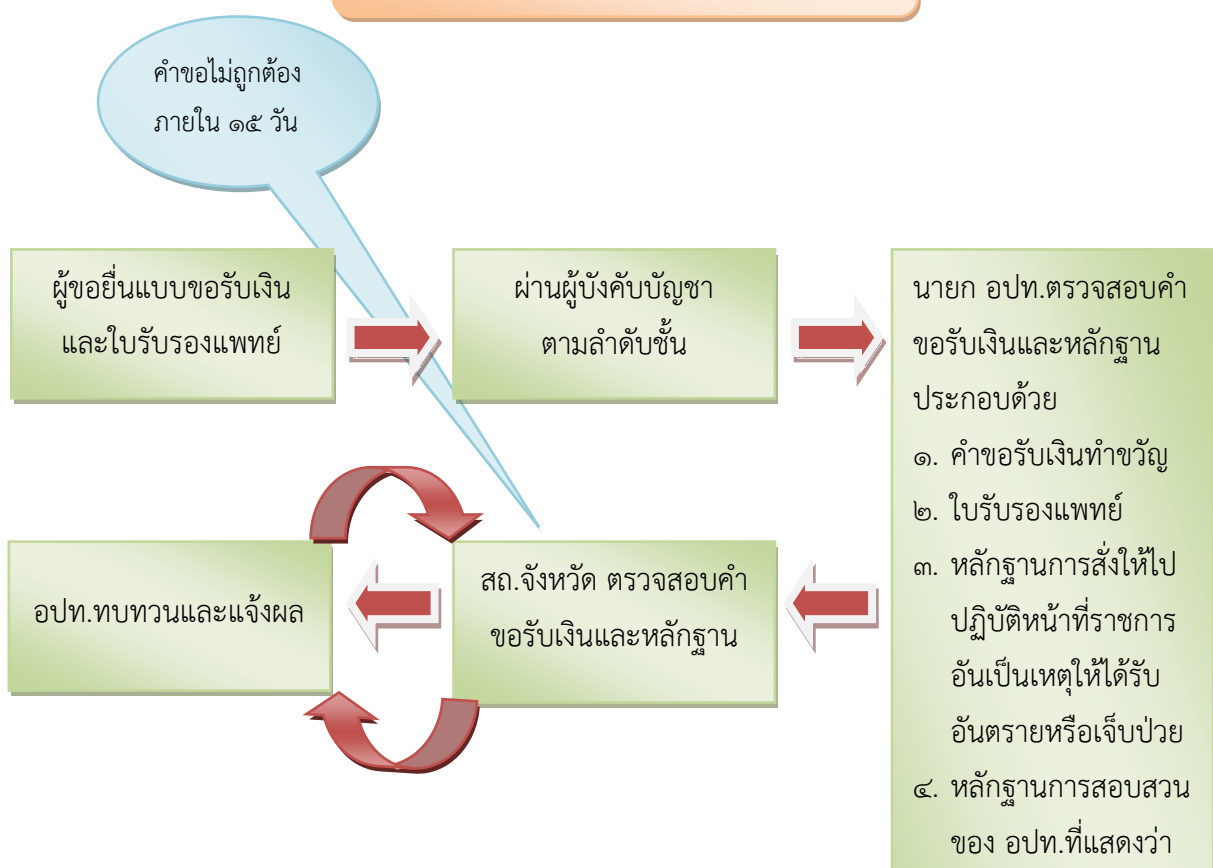 คำขอไม่ถูกต้อง
ภายใน ๑๕ วัน
ผู้ขอยื่นแบบขอรับเงิน
และใบรับรองแพทย์
ผ่านผู้บังคับบัญชา
ตามลำดับชั้น
นายก อปท.ตรวจสอบคำ
ขอรับเงินและหลักฐาน
ประกอบด้วย
๑. คำขอรับเงินทำขวัญ
๒. ใบรับรองแพทย์
๓. หลักฐานการสั่งให้ไป
ปฏิบัติหน้าที่ราชการ
อันเป็นเหตุให้ได้รับ
อันตรายหรือเจ็บป่วย
๔. หลักฐานการสอบสวน
ของ อปท.ที่แสดงว่า
สถ.จังหวัด ตรวจสอบคำ
ขอรับเงินและหลักฐาน
อปท.ทบทวนและแจ้งผล